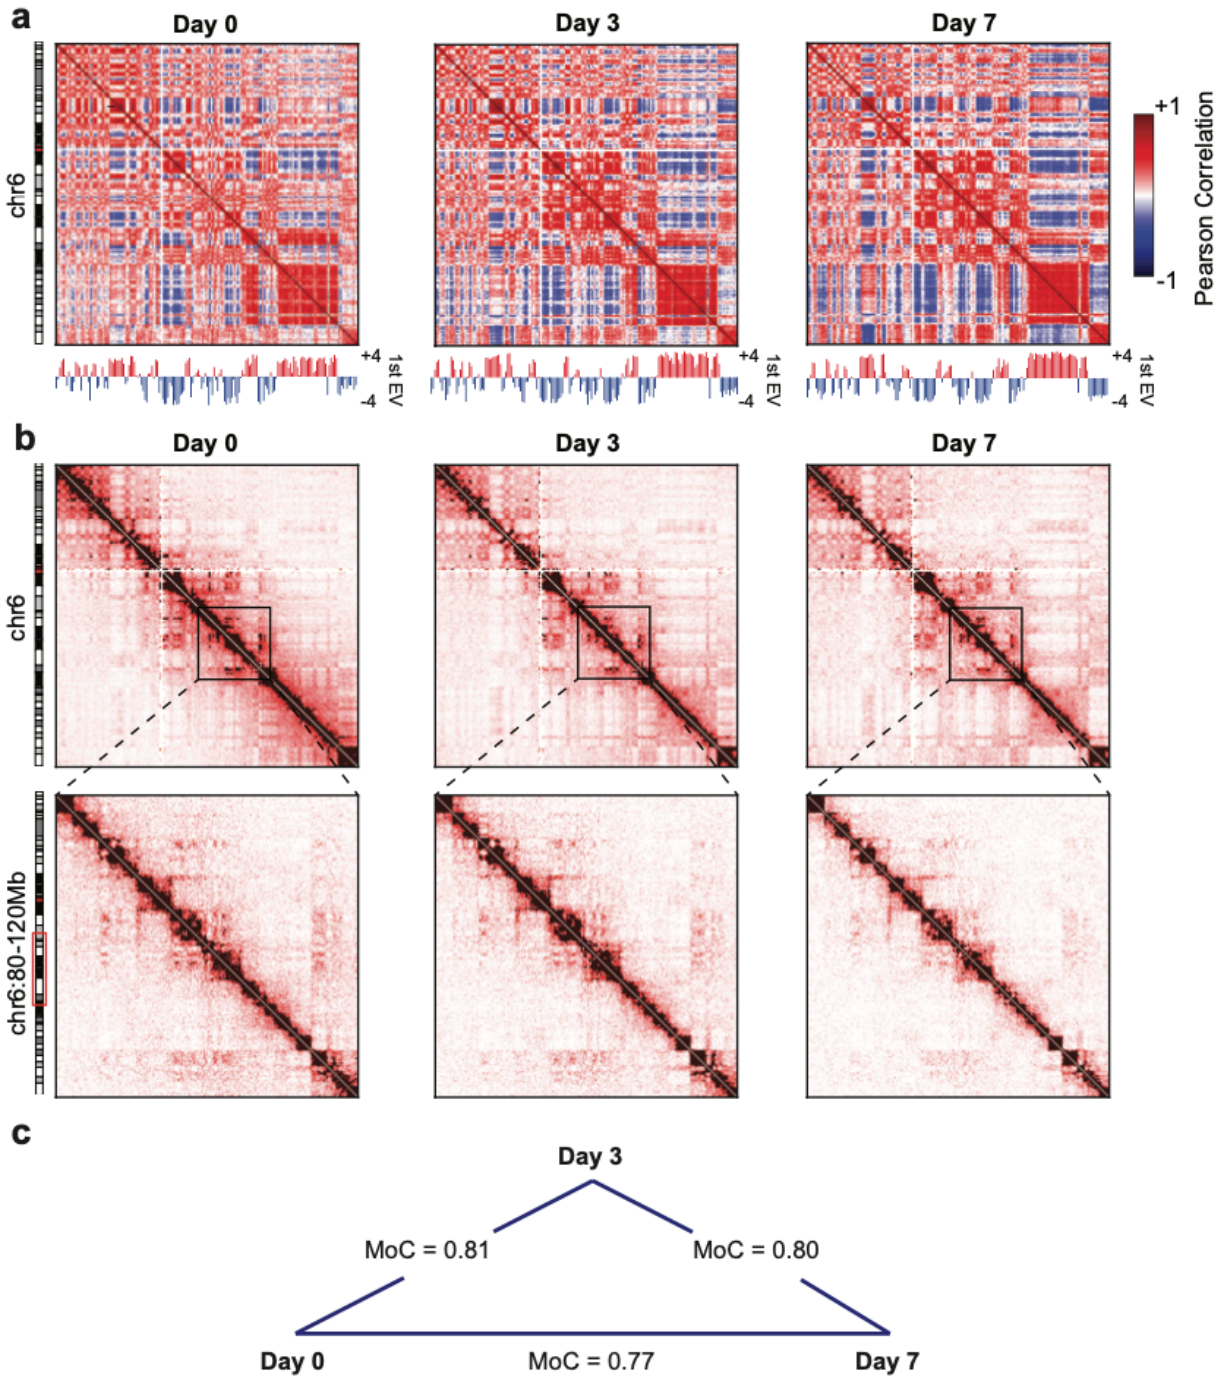 a
Day 0
Day 3
Day 7
chr6
+1
-1
Pearson Correlation
+4
-4
1st EV
+4
-4
1st EV
+4
-4
1st EV
b
Day 0
Day 3
Day 7
chr6
chr6:80-120Mb
c
Day 3
MoC = 0.81
MoC = 0.80
Day 0
MoC = 0.77
Day 7